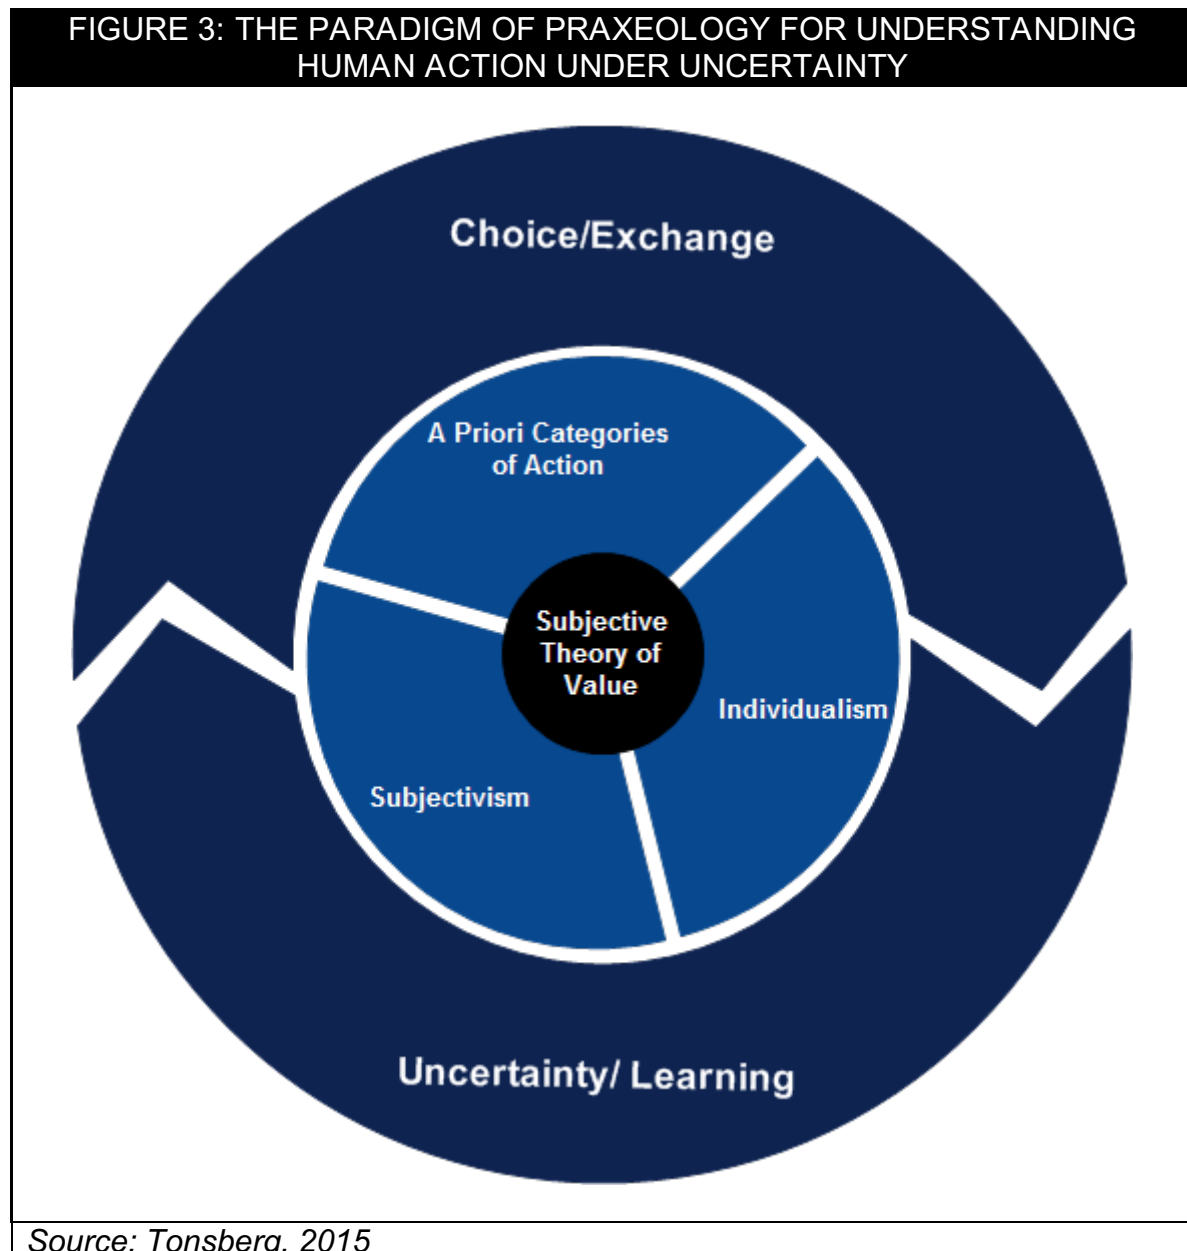 FIGURE 3: THE PARADIGM OF PRAXEOLOGY FOR UNDERSTANDING
HUMAN ACTION UNDER UNCERTAINTY
Choice/Exchange
A Priori Categories
of Action
Subjective
Theory of
Value
Individualism
Subjectivism
Uncertainty/ Learning
Source: Tonsberg, 2015